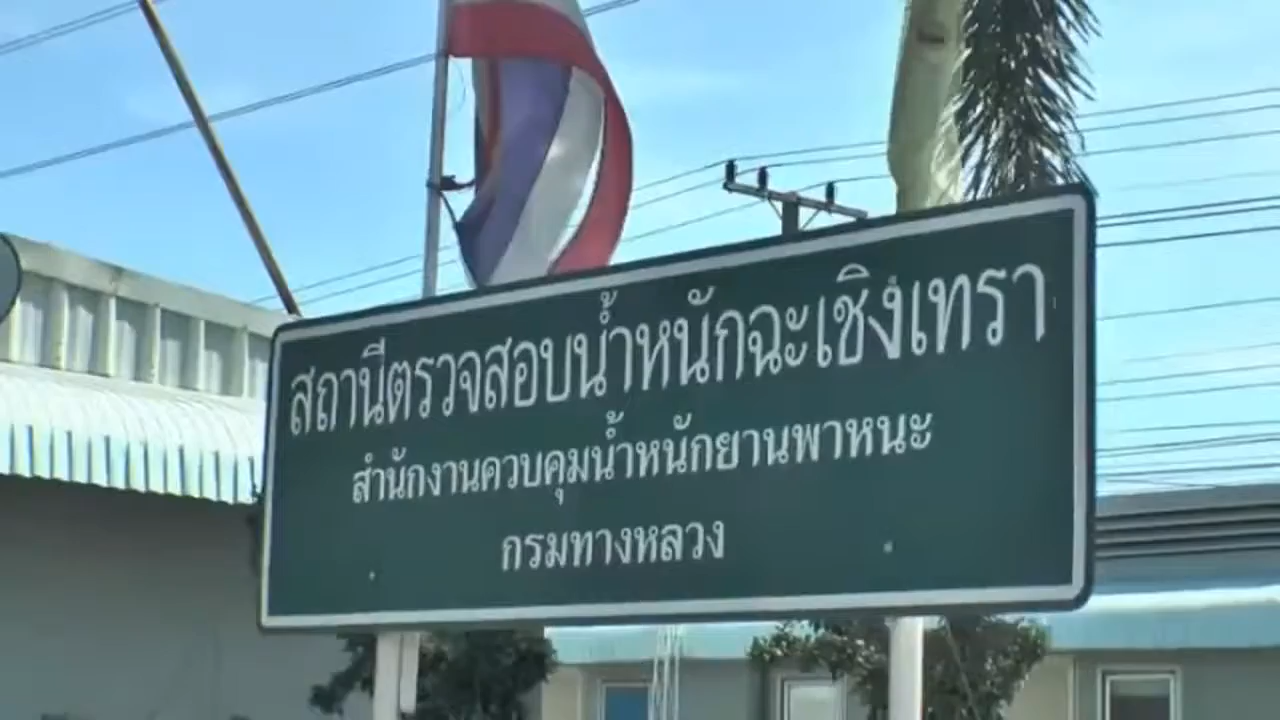 สถานีตรวจสอบน้ำหนักฉะเชิงเทรา
สำนักงานควบคุมน้ำหนักยานพาหนะ
กรมทางหลวง